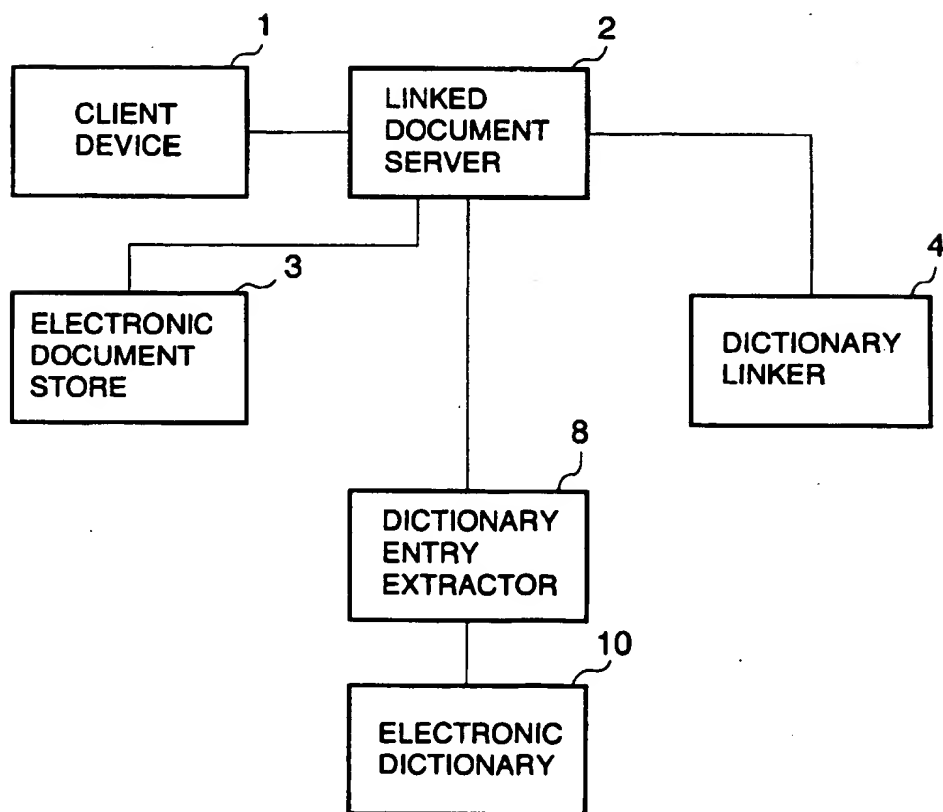 1
CLIENT
DEVICE
2
LINKED
DOCUMENT
SERVER
3
ELECTRONIC
DOCUMENT
STORE
4
DICTIONARY
LINKER
8
DICTIONARY
ENTRY
EXTRACTOR
10
ELECTRONIC
DICTIONARY